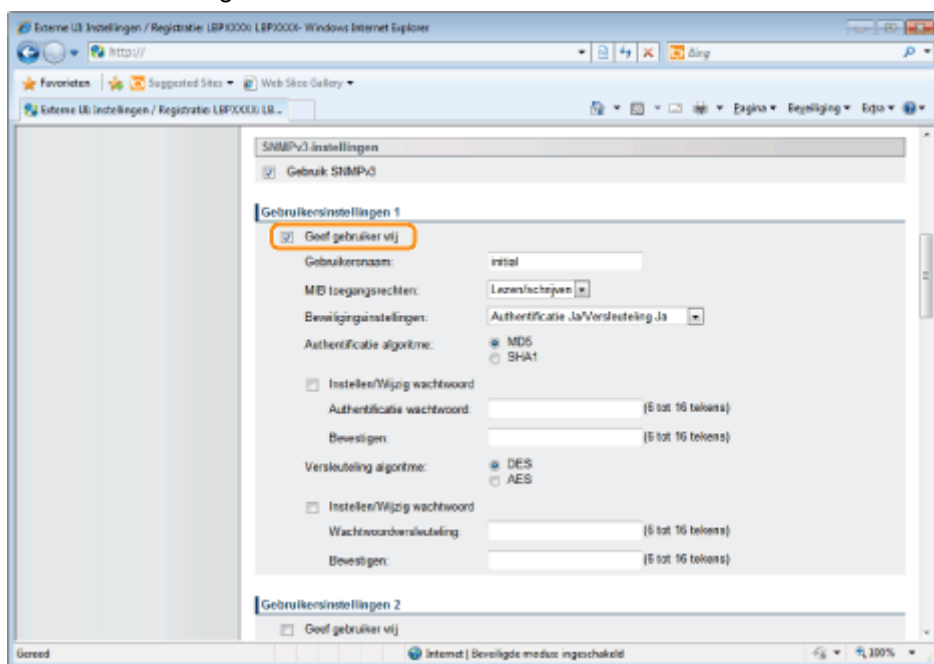 Externe UI: Instellingen / Registratie: LBPXXXX: LBPXXXX- Windows Internet Explorer
http://
Bing
Favorieten Suggested Sites Web Slice Gallery
Externe UI: Instellingen / Registratie: LBPXXXX: LB... Pagina Beveiliging Extra
SNMPv3-instellingen
Gebruik SNMPv3
Gebruikersinstellingen 1
Geef gebruiker vrij
Gebruikersnaam: initial
MIB toegangsrechten: Lezen/schrijven
Beveiligingsinstellingen: Authentificatie Ja/Versleuteling Ja
Authentificatie algoritme: MD5
SHA1
Instellen/Wijzig wachtwoord
Authentificatie wachtwoord: (6 tot 16 tekens)
Bevestigen: (6 tot 16 tekens)
Versleuteling algoritme: DES
AES
Instellen/Wijzig wachtwoord
Wachtwoordversleuteling: (6 tot 16 tekens)
Bevestigen: (6 tot 16 tekens)
Gebruikersinstellingen 2
Geef gebruiker vrij
Gereed Internet | Beveiligde modus: ingeschakeld 100%